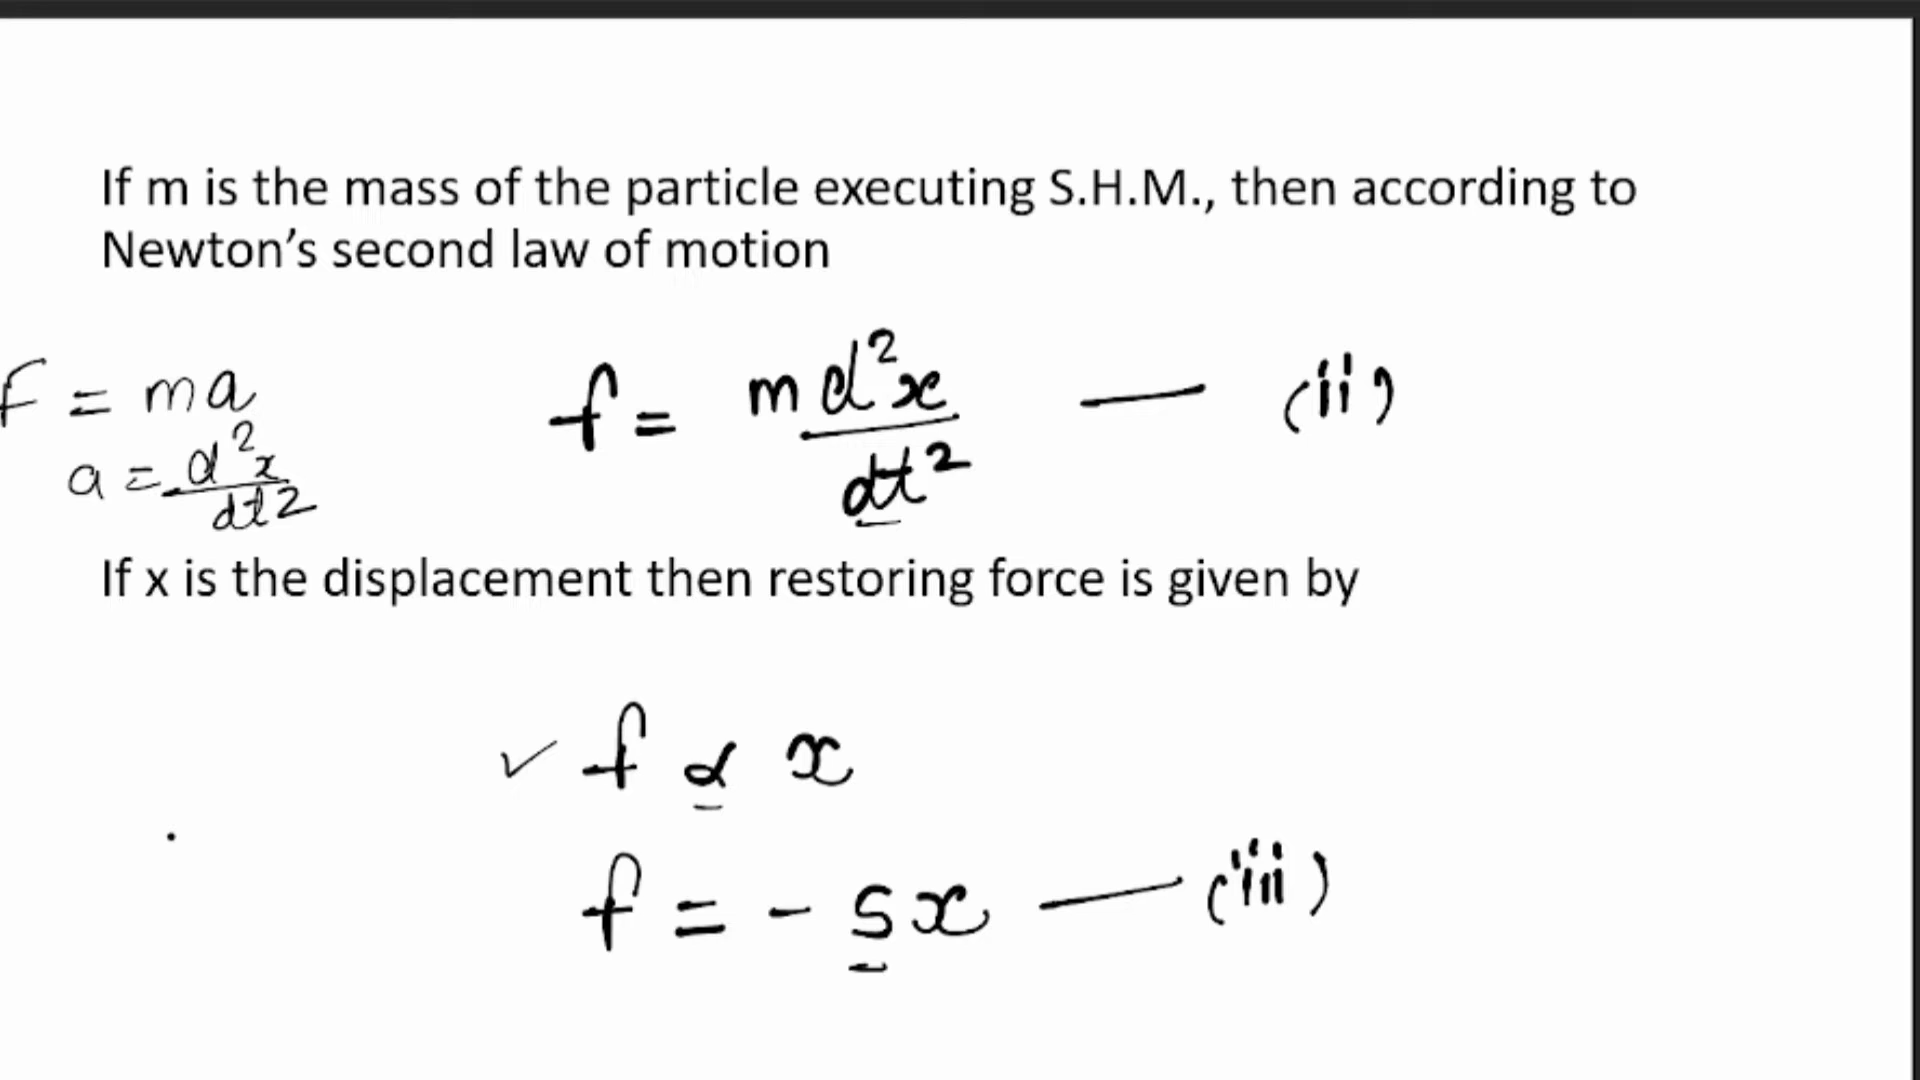 If m is the mass of the particle executing S.H.M., then according to
Newton's second law of motion
F = ma
a = d²x/dt²
f = m d²x/dt² — (ii)
If x is the displacement then restoring force is given by
✓ f ∝ x
f = - sx — (iii)